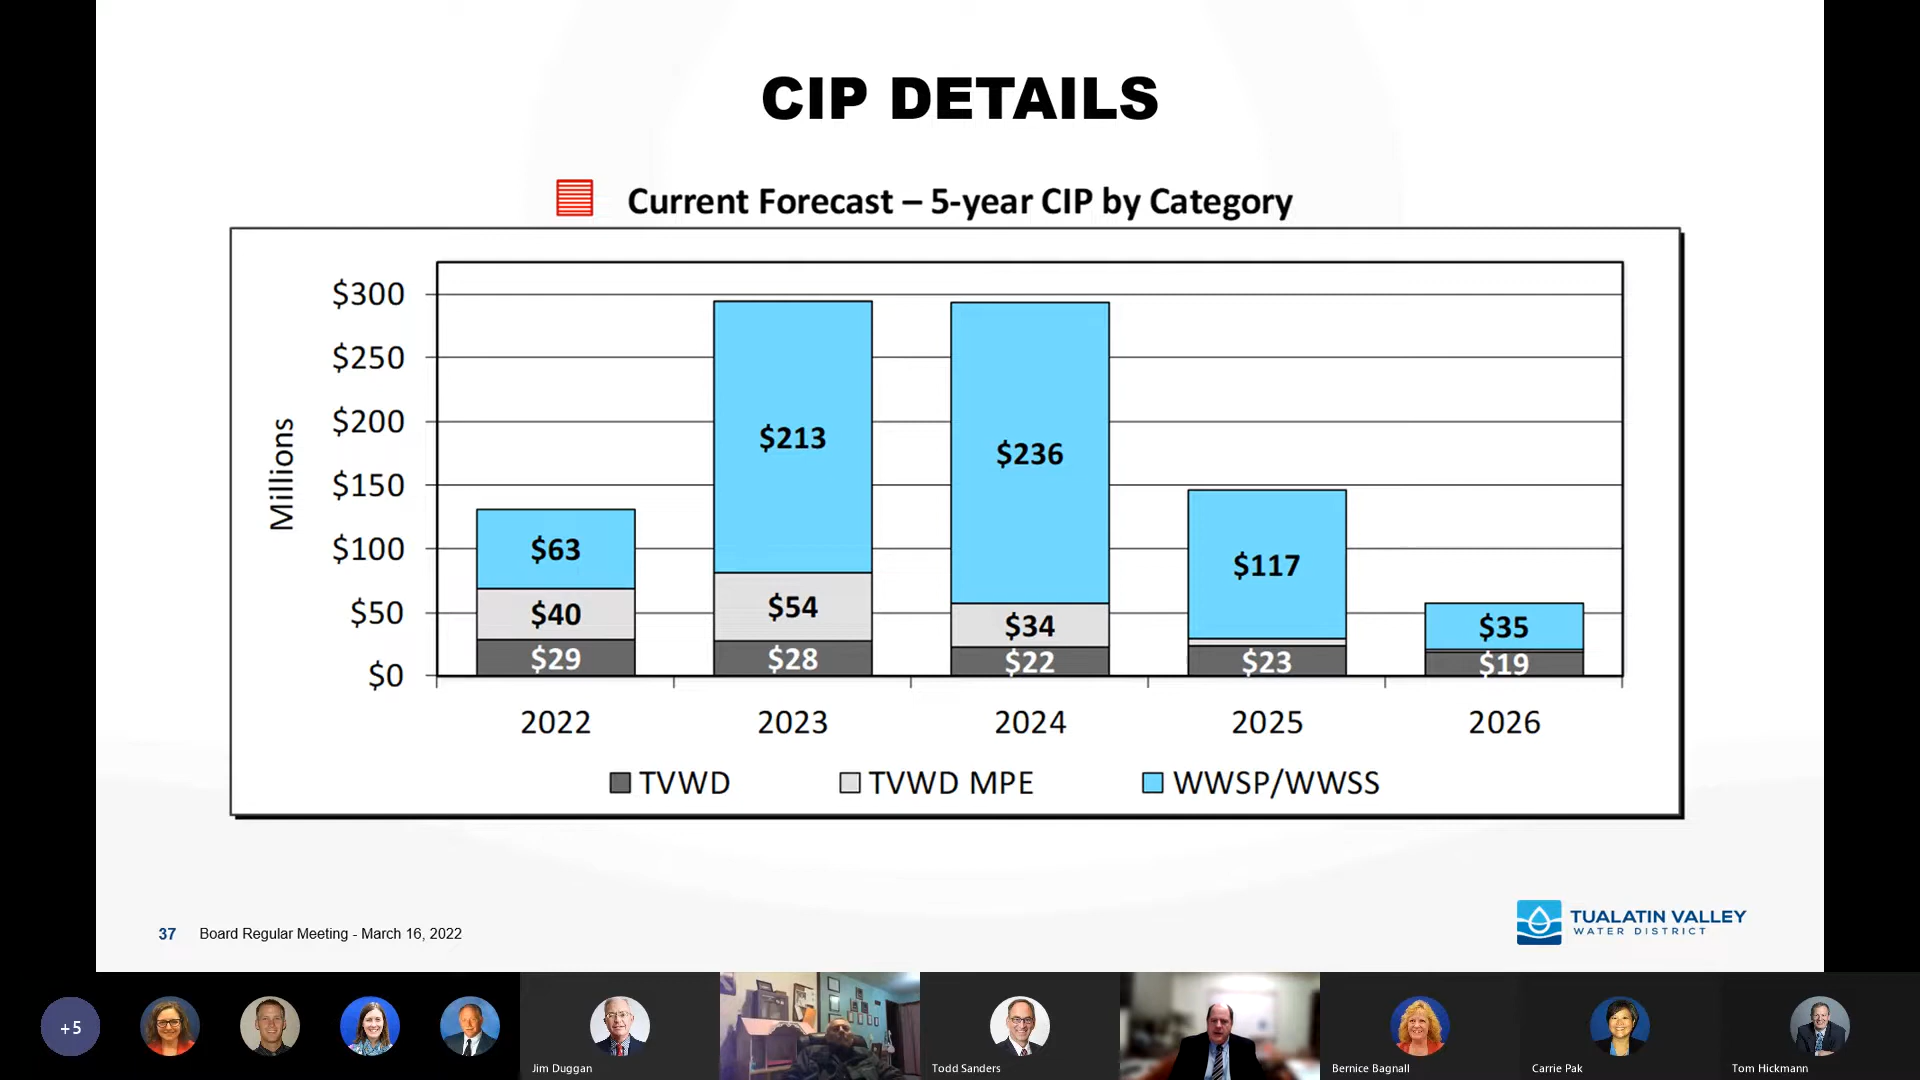 CIP DETAILS
Current Forecast – 5-year CIP by Category
Millions
$300
$250
$200
$150
$100
$50
$0
$63
$40
$29
$213
$54
$28
$236
$34
$22
$117
$23
$35
$19
2022 2023 2024 2025 2026
TVWD TVWD MPE WWSP/WWSS
37 Board Regular Meeting - March 16, 2022
TUALATIN VALLEY
WATER DISTRICT
+5
Jim Duggan
Todd Sanders
Bernice Bagnall
Carrie Pak
Tom Hickmann